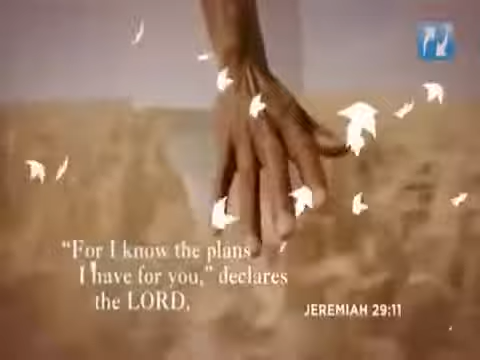 “For I know the plans
I have for you,” declares
the LORD,
JEREMIAH 29:11